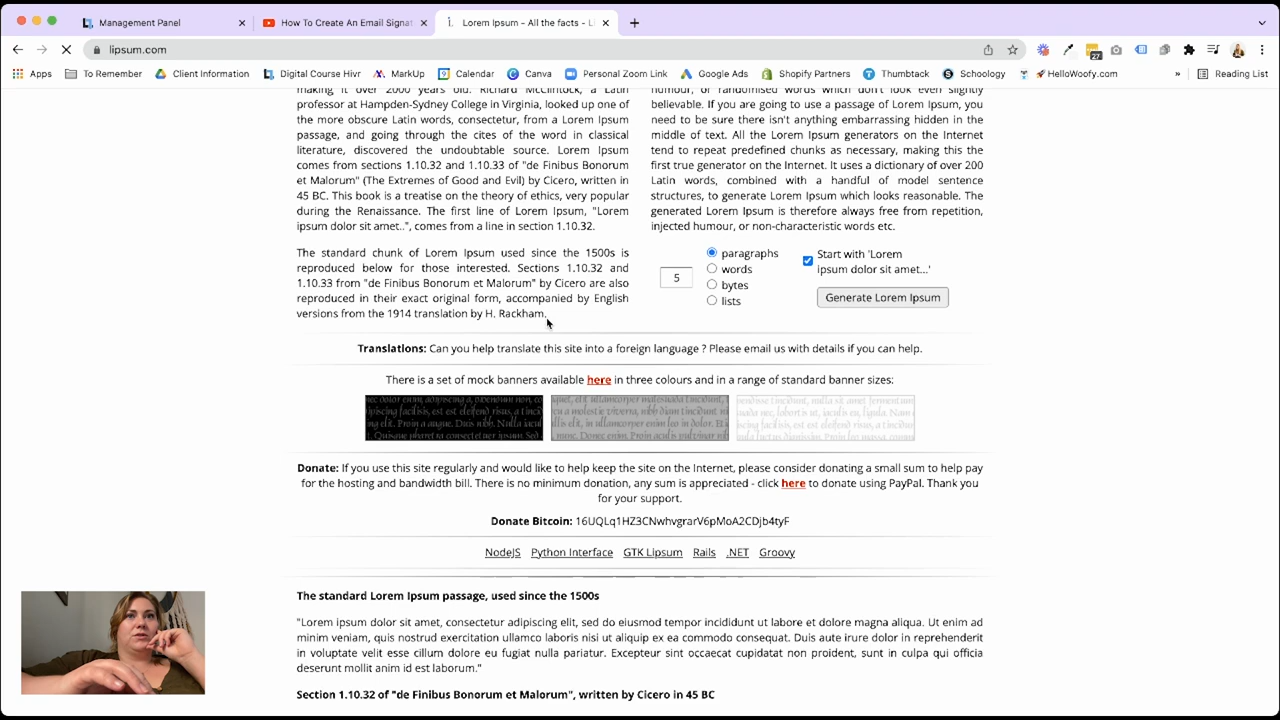 Management Panel
How To Create An Email Signat
Lorem Ipsum - All the facts - Li
lipsum.com
27
Apps
To Remember
Client Information
Digital Course Hivr
MarkUp
Calendar
Canva
Personal Zoom Link
Google Ads
Shopify Partners
Thumbtack
Schoology
HelloWoofy.com
»
Reading List
making it over 2000 years old. Richard McClintock, a Latin
professor at Hampden-Sydney College in Virginia, looked up one of
the more obscure Latin words, consectetur, from a Lorem Ipsum
passage, and going through the cites of the word in classical
literature, discovered the undoubtable source. Lorem Ipsum
comes from sections 1.10.32 and 1.10.33 of "de Finibus Bonorum
et Malorum" (The Extremes of Good and Evil) by Cicero, written in
45 BC. This book is a treatise on the theory of ethics, very popular
during the Renaissance. The first line of Lorem Ipsum, "Lorem
ipsum dolor sit amet..", comes from a line in section 1.10.32.
The standard chunk of Lorem Ipsum used since the 1500s is
reproduced below for those interested. Sections 1.10.32 and
1.10.33 from "de Finibus Bonorum et Malorum" by Cicero are also
reproduced in their exact original form, accompanied by English
versions from the 1914 translation by H. Rackham.
humour, or randomised words which don't look even slightly
believable. If you are going to use a passage of Lorem Ipsum, you
need to be sure there isn't anything embarrassing hidden in the
middle of text. All the Lorem Ipsum generators on the Internet
tend to repeat predefined chunks as necessary, making this the
first true generator on the Internet. It uses a dictionary of over 200
Latin words, combined with a handful of model sentence
structures, to generate Lorem Ipsum which looks reasonable. The
generated Lorem Ipsum is therefore always free from repetition,
injected humour, or non-characteristic words etc.
5
paragraphs
words
bytes
lists
Start with 'Lorem
ipsum dolor sit amet...'
Generate Lorem Ipsum
Translations: Can you help translate this site into a foreign language ? Please email us with details if you can help.
There is a set of mock banners available here in three colours and in a range of standard banner sizes:
Donate: If you use this site regularly and would like to help keep the site on the Internet, please consider donating a small sum to help pay
for the hosting and bandwidth bill. There is no minimum donation, any sum is appreciated - click here to donate using PayPal. Thank you
for your support.
Donate Bitcoin: 16UQLq1HZ3CNwhvgrarV6pMoA2CDjb4tyF
NodeJS Python Interface GTK Lipsum Rails .NET Groovy
The standard Lorem Ipsum passage, used since the 1500s
"Lorem ipsum dolor sit amet, consectetur adipiscing elit, sed do eiusmod tempor incididunt ut labore et dolore magna aliqua. Ut enim ad
minim veniam, quis nostrud exercitation ullamco laboris nisi ut aliquip ex ea commodo consequat. Duis aute irure dolor in reprehenderit
in voluptate velit esse cillum dolore eu fugiat nulla pariatur. Excepteur sint occaecat cupidatat non proident, sunt in culpa qui officia
deserunt mollit anim id est laborum."
Section 1.10.32 of "de Finibus Bonorum et Malorum", written by Cicero in 45 BC